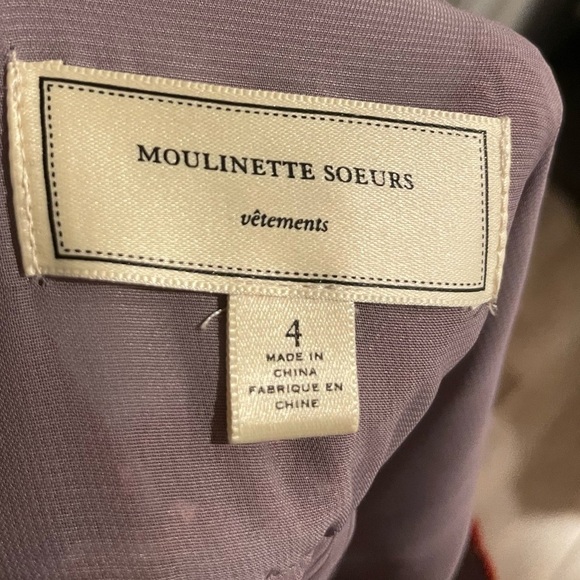 MOULINETTE SOEURS
vêtements
4
MADE IN
CHINA
FABRIQUE EN
CHINE